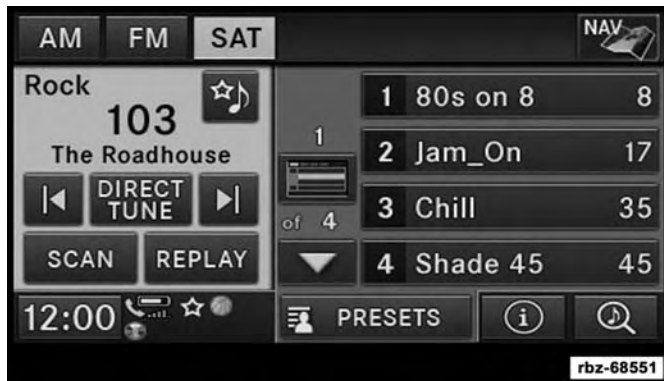 AM FM SAT NAV
Rock
103
The Roadhouse
DIRECT
TUNE
SCAN REPLAY
12:00
1
of 4
1 80s on 8 8
2 Jam_On 17
3 Chill 35
4 Shade 45 45
PRESETS i
rbz-68551